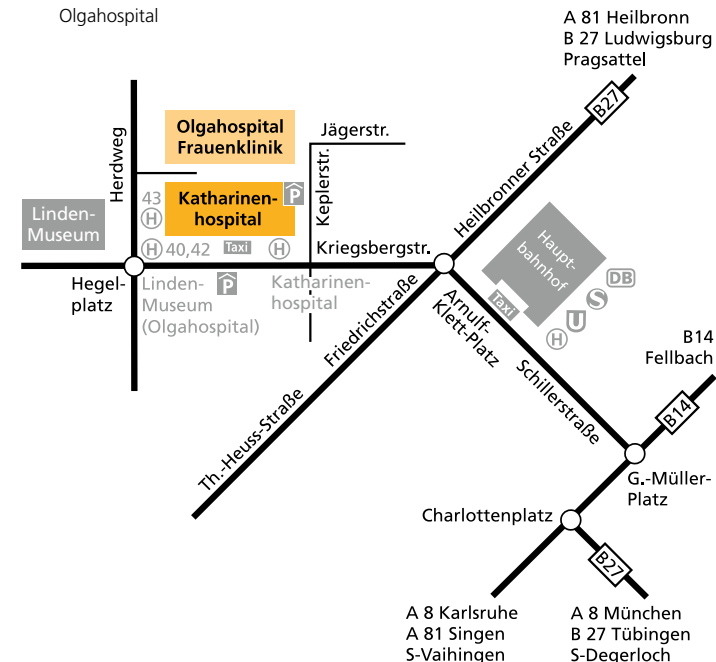 Olgahospital
A 81 Heilbronn
B 27 Ludwigsburg
Pragsattel
B27
Heilbronner Straße
Olgahospital
Frauenklinik
Jägerstr.
Keplerstr.
Herdweg
Linden-
Museum
43
H
Katharinen-
hospital
P
H 40,42 Taxi H
Kriegsbergstr.
Hegel-
platz
Linden-
Museum
(Olgahospital)
P
Katharinen-
hospital
Haupt-
bahnhof
Taxi
DB
S
U
H
Arnulf-
Klett-Platz
Friedrichstraße
Schillerstraße
Th.-Heuss-Straße
B14
Fellbach
B14
G.-Müller-
Platz
Charlottenplatz
B27
A 8 Karlsruhe
A 81 Singen
S-Vaihingen
A 8 München
B 27 Tübingen
S-Degerloch